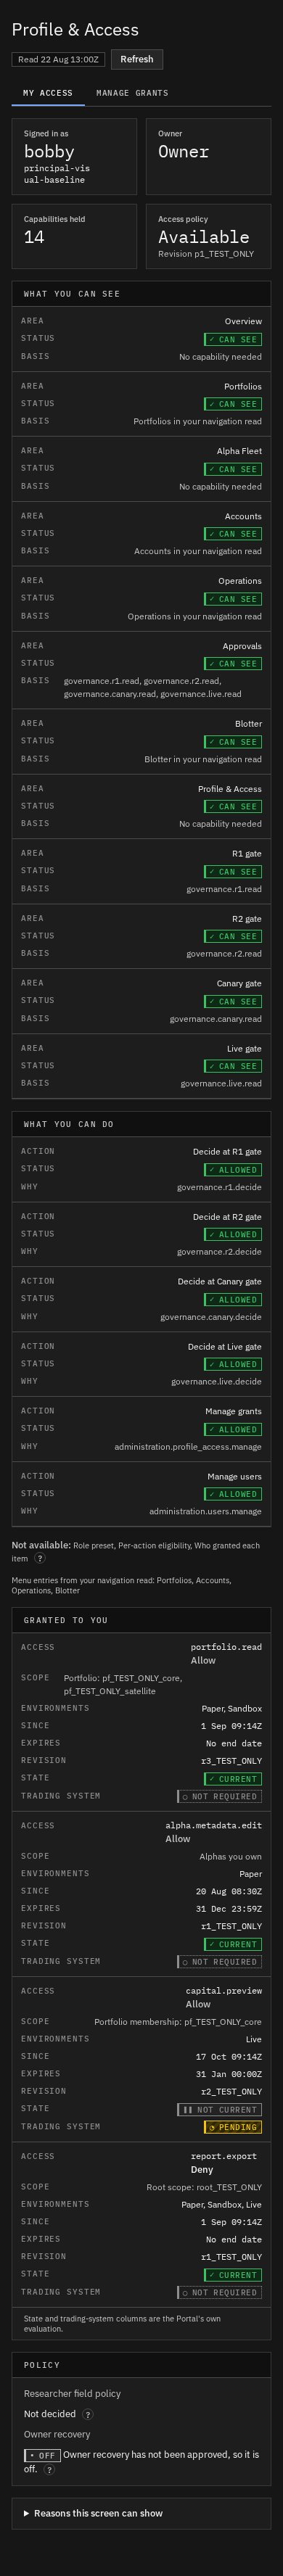 Profile & Access
Read 22 Aug 13:00Z
Refresh
MY ACCESS
MANAGE GRANTS
Signed in as
bobby
principal-vis
ual-baseline
Owner
Owner
Capabilities held
14
Access policy
Available
Revision p1_TEST_ONLY
WHAT YOU CAN SEE
AREA Overview
STATUS ✓ CAN SEE
BASIS No capability needed
AREA Portfolios
STATUS ✓ CAN SEE
BASIS Portfolios in your navigation read
AREA Alpha Fleet
STATUS ✓ CAN SEE
BASIS No capability needed
AREA Accounts
STATUS ✓ CAN SEE
BASIS Accounts in your navigation read
AREA Operations
STATUS ✓ CAN SEE
BASIS Operations in your navigation read
AREA Approvals
STATUS ✓ CAN SEE
BASIS governance.r1.read, governance.r2.read,
governance.canary.read, governance.live.read
AREA Blotter
STATUS ✓ CAN SEE
BASIS Blotter in your navigation read
AREA Profile & Access
STATUS ✓ CAN SEE
BASIS No capability needed
AREA R1 gate
STATUS ✓ CAN SEE
BASIS governance.r1.read
AREA R2 gate
STATUS ✓ CAN SEE
BASIS governance.r2.read
AREA Canary gate
STATUS ✓ CAN SEE
BASIS governance.canary.read
AREA Live gate
STATUS ✓ CAN SEE
BASIS governance.live.read
WHAT YOU CAN DO
ACTION Decide at R1 gate
STATUS ✓ ALLOWED
WHY governance.r1.decide
ACTION Decide at R2 gate
STATUS ✓ ALLOWED
WHY governance.r2.decide
ACTION Decide at Canary gate
STATUS ✓ ALLOWED
WHY governance.canary.decide
ACTION Decide at Live gate
STATUS ✓ ALLOWED
WHY governance.live.decide
ACTION Manage grants
STATUS ✓ ALLOWED
WHY administration.profile_access.manage
ACTION Manage users
STATUS ✓ ALLOWED
WHY administration.users.manage
Not available: Role preset, Per-action eligibility, Who granted each
item ?
Menu entries from your navigation read: Portfolios, Accounts,
Operations, Blotter
GRANTED TO YOU
ACCESS portfolio.read
Allow
SCOPE Portfolio: pf_TEST_ONLY_core,
pf_TEST_ONLY_satellite
ENVIRONMENTS Paper, Sandbox
SINCE 1 Sep 09:14Z
EXPIRES No end date
REVISION r3_TEST_ONLY
STATE ✓ CURRENT
TRADING SYSTEM ○ NOT REQUIRED
ACCESS alpha.metadata.edit
Allow
SCOPE Alphas you own
ENVIRONMENTS Paper
SINCE 20 Aug 08:30Z
EXPIRES 31 Dec 23:59Z
REVISION r1_TEST_ONLY
STATE ✓ CURRENT
TRADING SYSTEM ○ NOT REQUIRED
ACCESS capital.preview
Allow
SCOPE Portfolio membership: pf_TEST_ONLY_core
ENVIRONMENTS Live
SINCE 17 Oct 09:14Z
EXPIRES 31 Jan 00:00Z
REVISION r2_TEST_ONLY
STATE NOT CURRENT
TRADING SYSTEM PENDING
ACCESS report.export
Deny
SCOPE Root scope: root_TEST_ONLY
ENVIRONMENTS Paper, Sandbox, Live
SINCE 1 Sep 09:14Z
EXPIRES No end date
REVISION r1_TEST_ONLY
STATE ✓ CURRENT
TRADING SYSTEM ○ NOT REQUIRED
State and trading-system columns are the Portal's own
evaluation.
POLICY
Researcher field policy
Not decided ?
Owner recovery
• OFF Owner recovery has not been approved, so it is
off. ?
▶ Reasons this screen can show